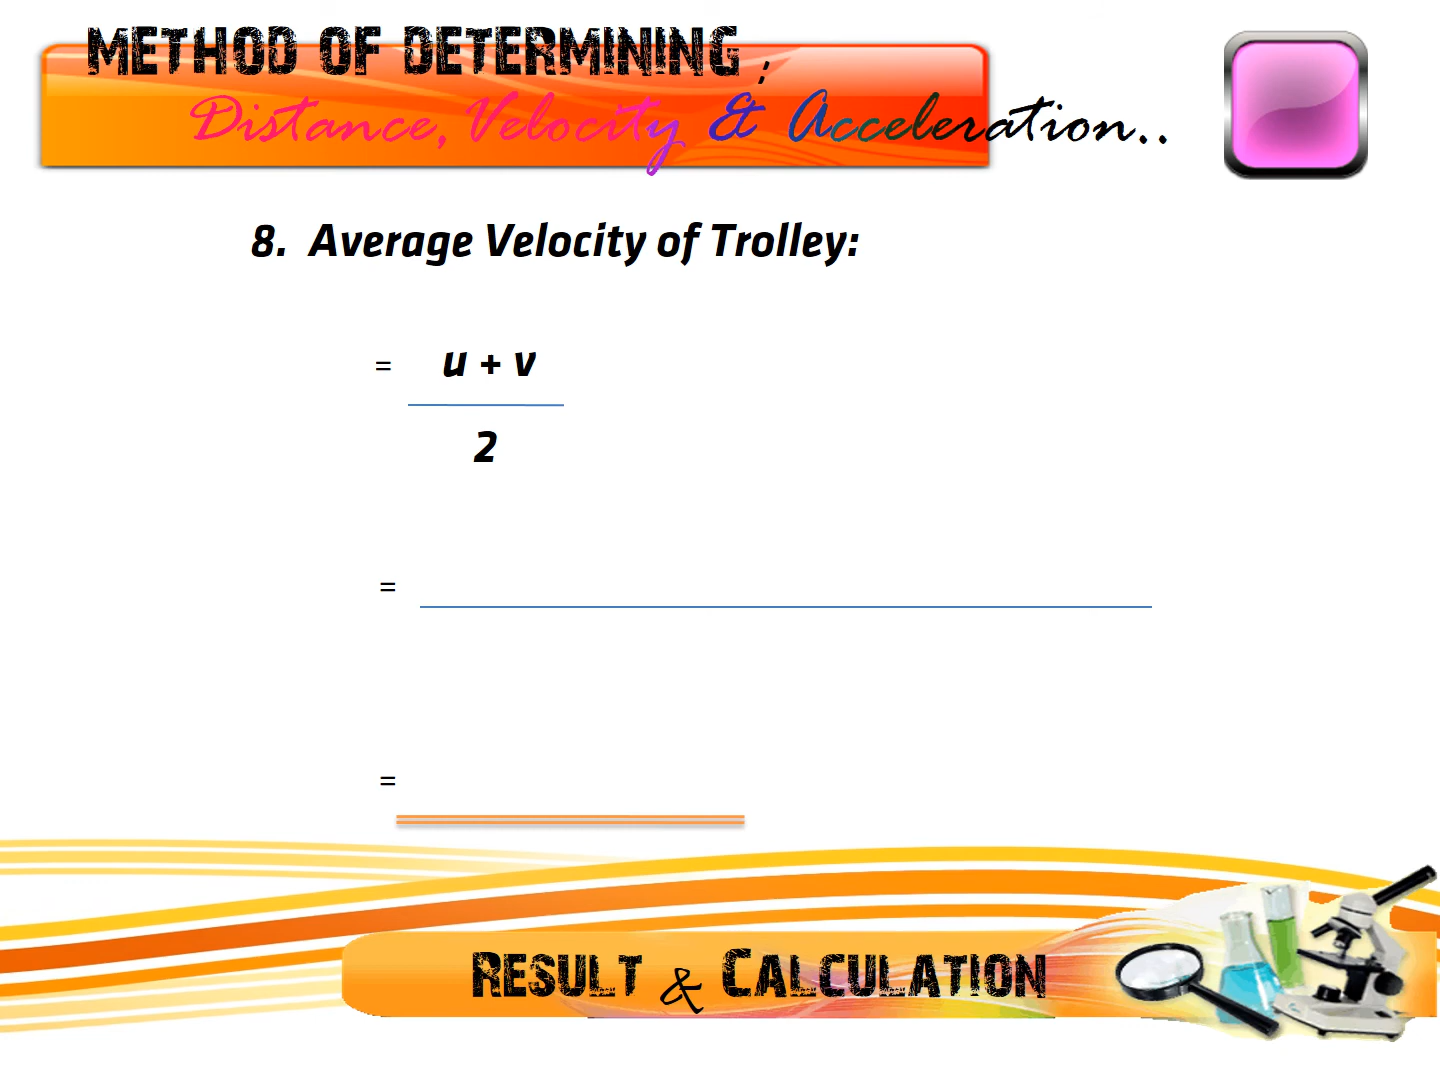 METHOD OF DETERMINING ;
Distance, Velocity & Acceleration..
8. Average Velocity of Trolley:
= u + v
2
=
=
RESULT & CALCULATION